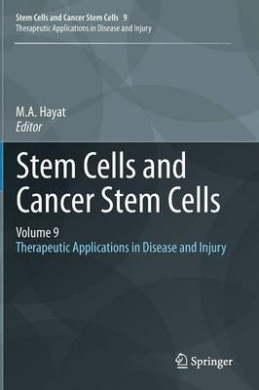 Stem Cells and Cancer Stem Cells 9
Therapeutic Applications in Disease and Injury
M.A. Hayat
Editor
Stem Cells and
Cancer Stem Cells
Volume 9
Therapeutic Applications in Disease and Injury
Springer